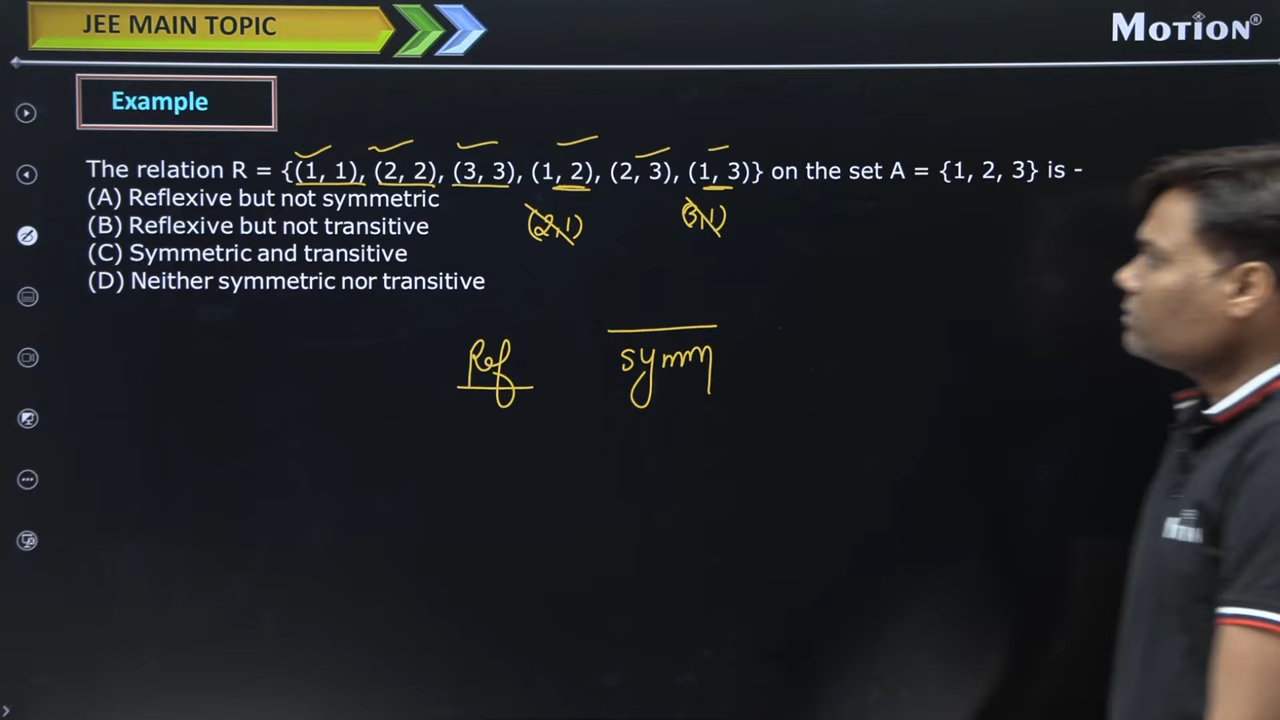 JEE MAIN TOPIC
MOTION®
Example
The relation R = {(1, 1), (2, 2), (3, 3), (1, 2), (2, 3), (1, 3)} on the set A = {1, 2, 3} is -
(A) Reflexive but not symmetric
(2,1) (3,1)
(B) Reflexive but not transitive
(C) Symmetric and transitive
(D) Neither symmetric nor transitive
Ref symm
MOTION